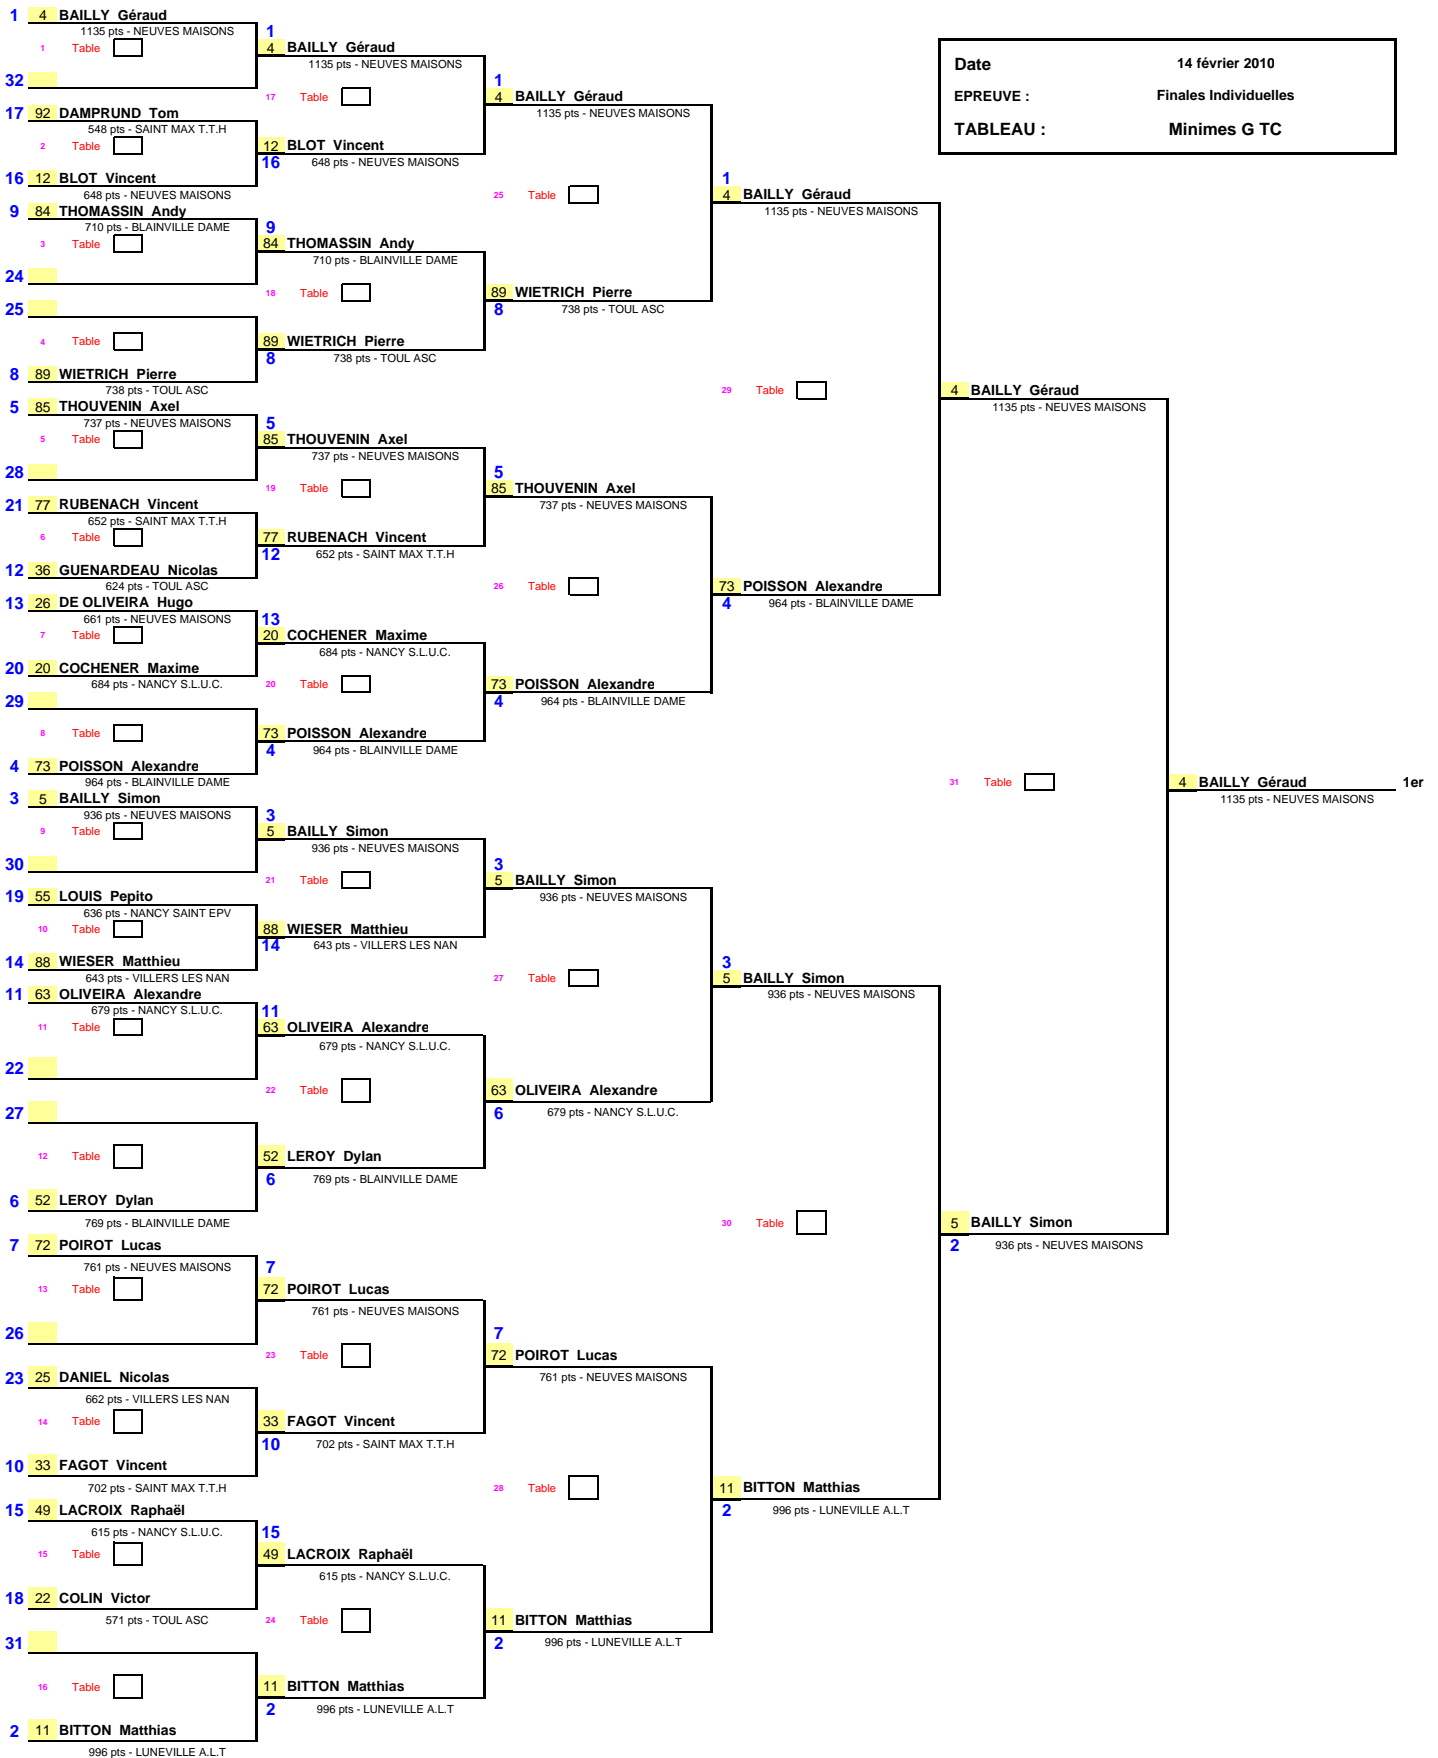 Date 14 février 2010
EPREUVE : Finales Individuelles
TABLEAU : Minimes G TC
1 4 BAILLY Géraud
1135 pts - NEUVES MAISONS
1 Table
32
17 92 DAMPRUND Tom
548 pts - SAINT MAX T.T.H
2 Table
16 12 BLOT Vincent
648 pts - NEUVES MAISONS
9 84 THOMASSIN Andy
710 pts - BLAINVILLE DAME
3 Table
24
25
4 Table
8 89 WIETRICH Pierre
738 pts - TOUL ASC
5 85 THOUVENIN Axel
737 pts - NEUVES MAISONS
5 Table
28
21 77 RUBENACH Vincent
652 pts - SAINT MAX T.T.H
6 Table
12 36 GUENARDEAU Nicolas
624 pts - TOUL ASC
13 26 DE OLIVEIRA Hugo
661 pts - NEUVES MAISONS
7 Table
20 20 COCHENER Maxime
684 pts - NANCY S.L.U.C.
29
8 Table
4 73 POISSON Alexandre
964 pts - BLAINVILLE DAME
3 5 BAILLY Simon
936 pts - NEUVES MAISONS
9 Table
30
19 55 LOUIS Pepito
636 pts - NANCY SAINT EPV
10 Table
14 88 WIESER Matthieu
643 pts - VILLERS LES NAN
11 63 OLIVEIRA Alexandre
679 pts - NANCY S.L.U.C.
11 Table
22
27
12 Table
6 52 LEROY Dylan
769 pts - BLAINVILLE DAME
7 72 POIROT Lucas
761 pts - NEUVES MAISONS
13 Table
26
23 25 DANIEL Nicolas
662 pts - VILLERS LES NAN
14 Table
10 33 FAGOT Vincent
702 pts - SAINT MAX T.T.H
15 49 LACROIX Raphaël
615 pts - NANCY S.L.U.C.
15 Table
18 22 COLIN Victor
571 pts - TOUL ASC
31
16 Table
2 11 BITTON Matthias
996 pts - LUNEVILLE A.L.T
1
4 BAILLY Géraud
1135 pts - NEUVES MAISONS
17 Table
12 BLOT Vincent
16 648 pts - NEUVES MAISONS
9
84 THOMASSIN Andy
710 pts - BLAINVILLE DAME
18 Table
89 WIETRICH Pierre
8 738 pts - TOUL ASC
5
85 THOUVENIN Axel
737 pts - NEUVES MAISONS
19 Table
77 RUBENACH Vincent
12 652 pts - SAINT MAX T.T.H
13
20 COCHENER Maxime
684 pts - NANCY S.L.U.C.
20 Table
73 POISSON Alexandre
4 964 pts - BLAINVILLE DAME
3
5 BAILLY Simon
936 pts - NEUVES MAISONS
21 Table
88 WIESER Matthieu
14 643 pts - VILLERS LES NAN
11
63 OLIVEIRA Alexandre
679 pts - NANCY S.L.U.C.
22 Table
52 LEROY Dylan
6 769 pts - BLAINVILLE DAME
7
72 POIROT Lucas
761 pts - NEUVES MAISONS
23 Table
33 FAGOT Vincent
10 702 pts - SAINT MAX T.T.H
15
49 LACROIX Raphaël
615 pts - NANCY S.L.U.C.
24 Table
11 BITTON Matthias
2 996 pts - LUNEVILLE A.L.T
1
4 BAILLY Géraud
1135 pts - NEUVES MAISONS
25 Table
89 WIETRICH Pierre
8 738 pts - TOUL ASC
5
85 THOUVENIN Axel
737 pts - NEUVES MAISONS
26 Table
73 POISSON Alexandre
4 964 pts - BLAINVILLE DAME
3
5 BAILLY Simon
936 pts - NEUVES MAISONS
27 Table
63 OLIVEIRA Alexandre
6 679 pts - NANCY S.L.U.C.
7
72 POIROT Lucas
761 pts - NEUVES MAISONS
28 Table
11 BITTON Matthias
2 996 pts - LUNEVILLE A.L.T
1
4 BAILLY Géraud
1135 pts - NEUVES MAISONS
29 Table
73 POISSON Alexandre
4 964 pts - BLAINVILLE DAME
3
5 BAILLY Simon
936 pts - NEUVES MAISONS
30 Table
11 BITTON Matthias
2 996 pts - LUNEVILLE A.L.T
4 BAILLY Géraud
1135 pts - NEUVES MAISONS
31 Table
5 BAILLY Simon
2 936 pts - NEUVES MAISONS
4 BAILLY Géraud 1er
1135 pts - NEUVES MAISONS